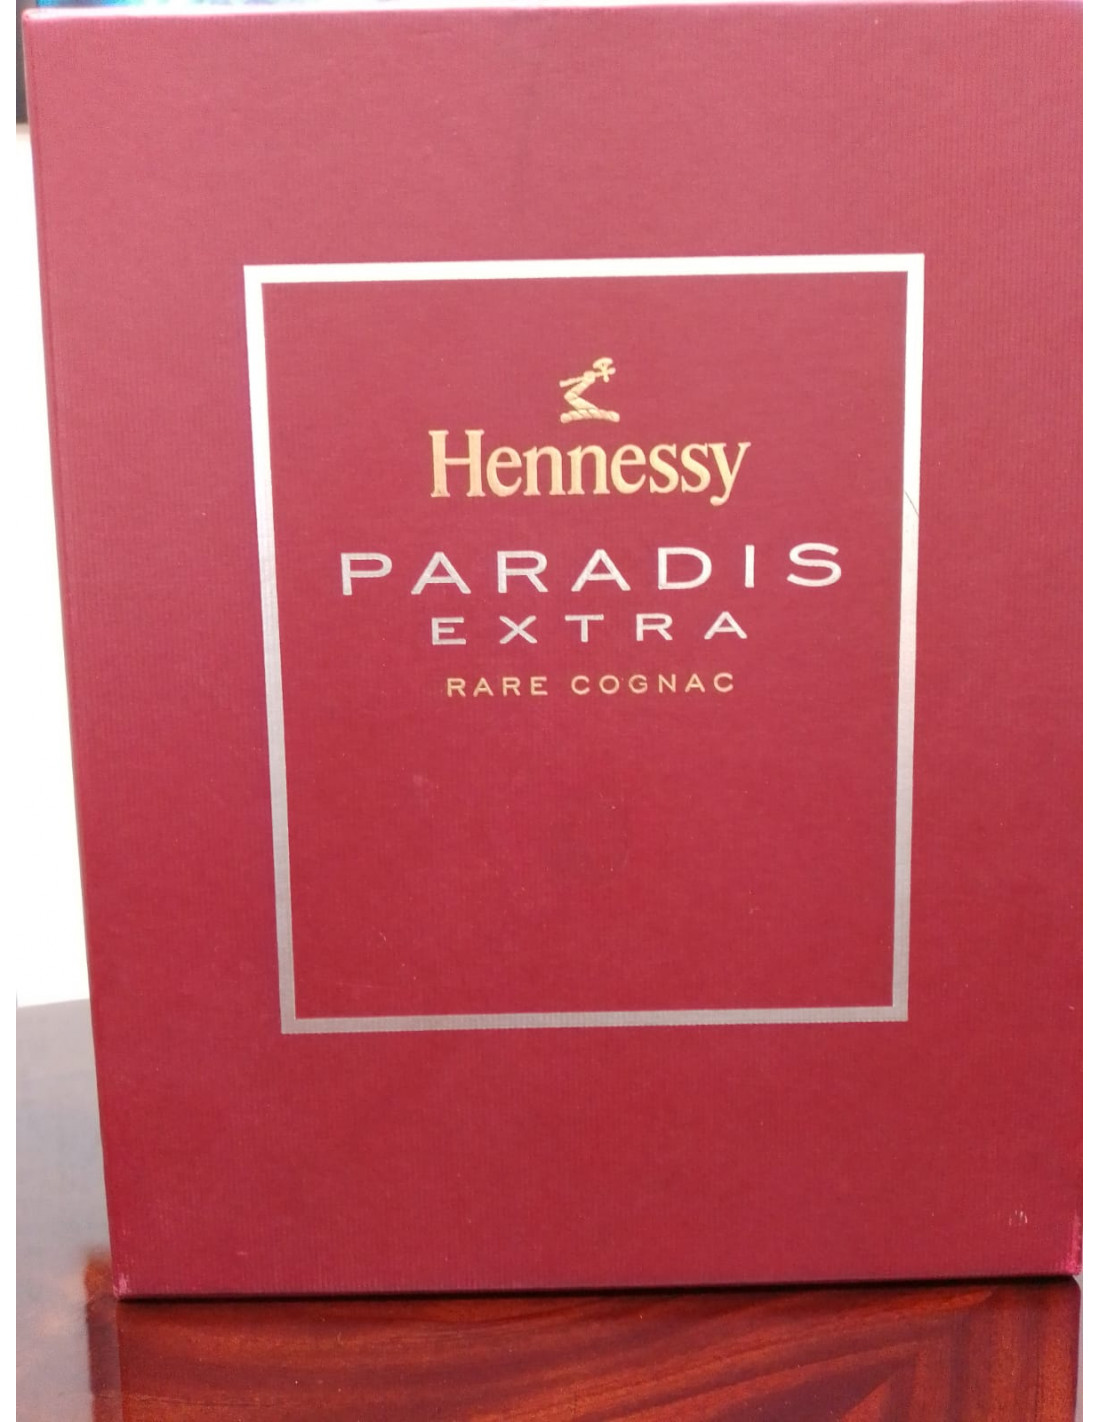 Hennessy
PARADIS
EXTRA
RARE COGNAC